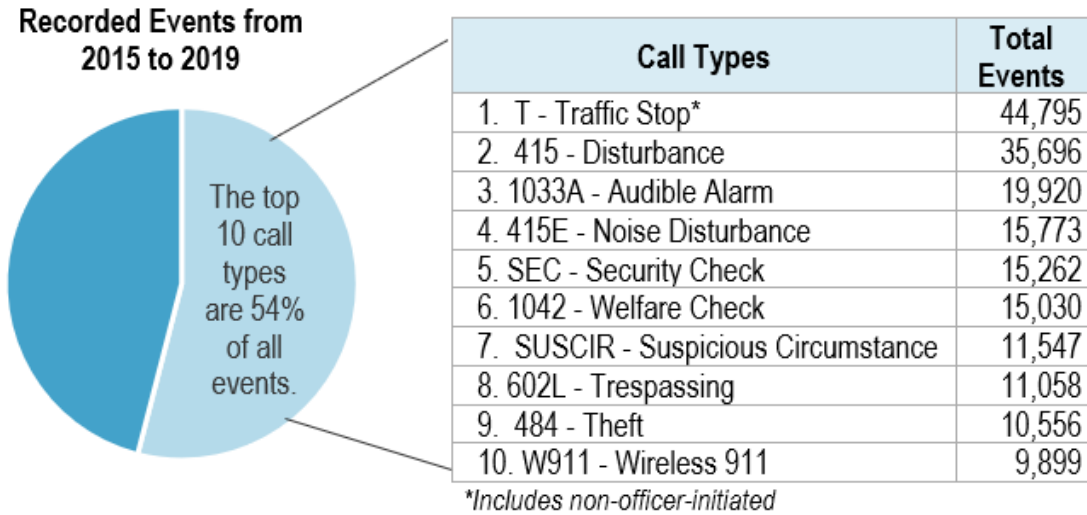 Recorded Events from
2015 to 2019
The top
10 call
types
are 54%
of all
events.
Call Types Total Events
1. T - Traffic Stop* 44,795
2. 415 - Disturbance 35,696
3. 1033A - Audible Alarm 19,920
4. 415E - Noise Disturbance 15,773
5. SEC - Security Check 15,262
6. 1042 - Welfare Check 15,030
7. SUSCIR - Suspicious Circumstance 11,547
8. 602L - Trespassing 11,058
9. 484 - Theft 10,556
10. W911 - Wireless 911 9,899
*Includes non-officer-initiated